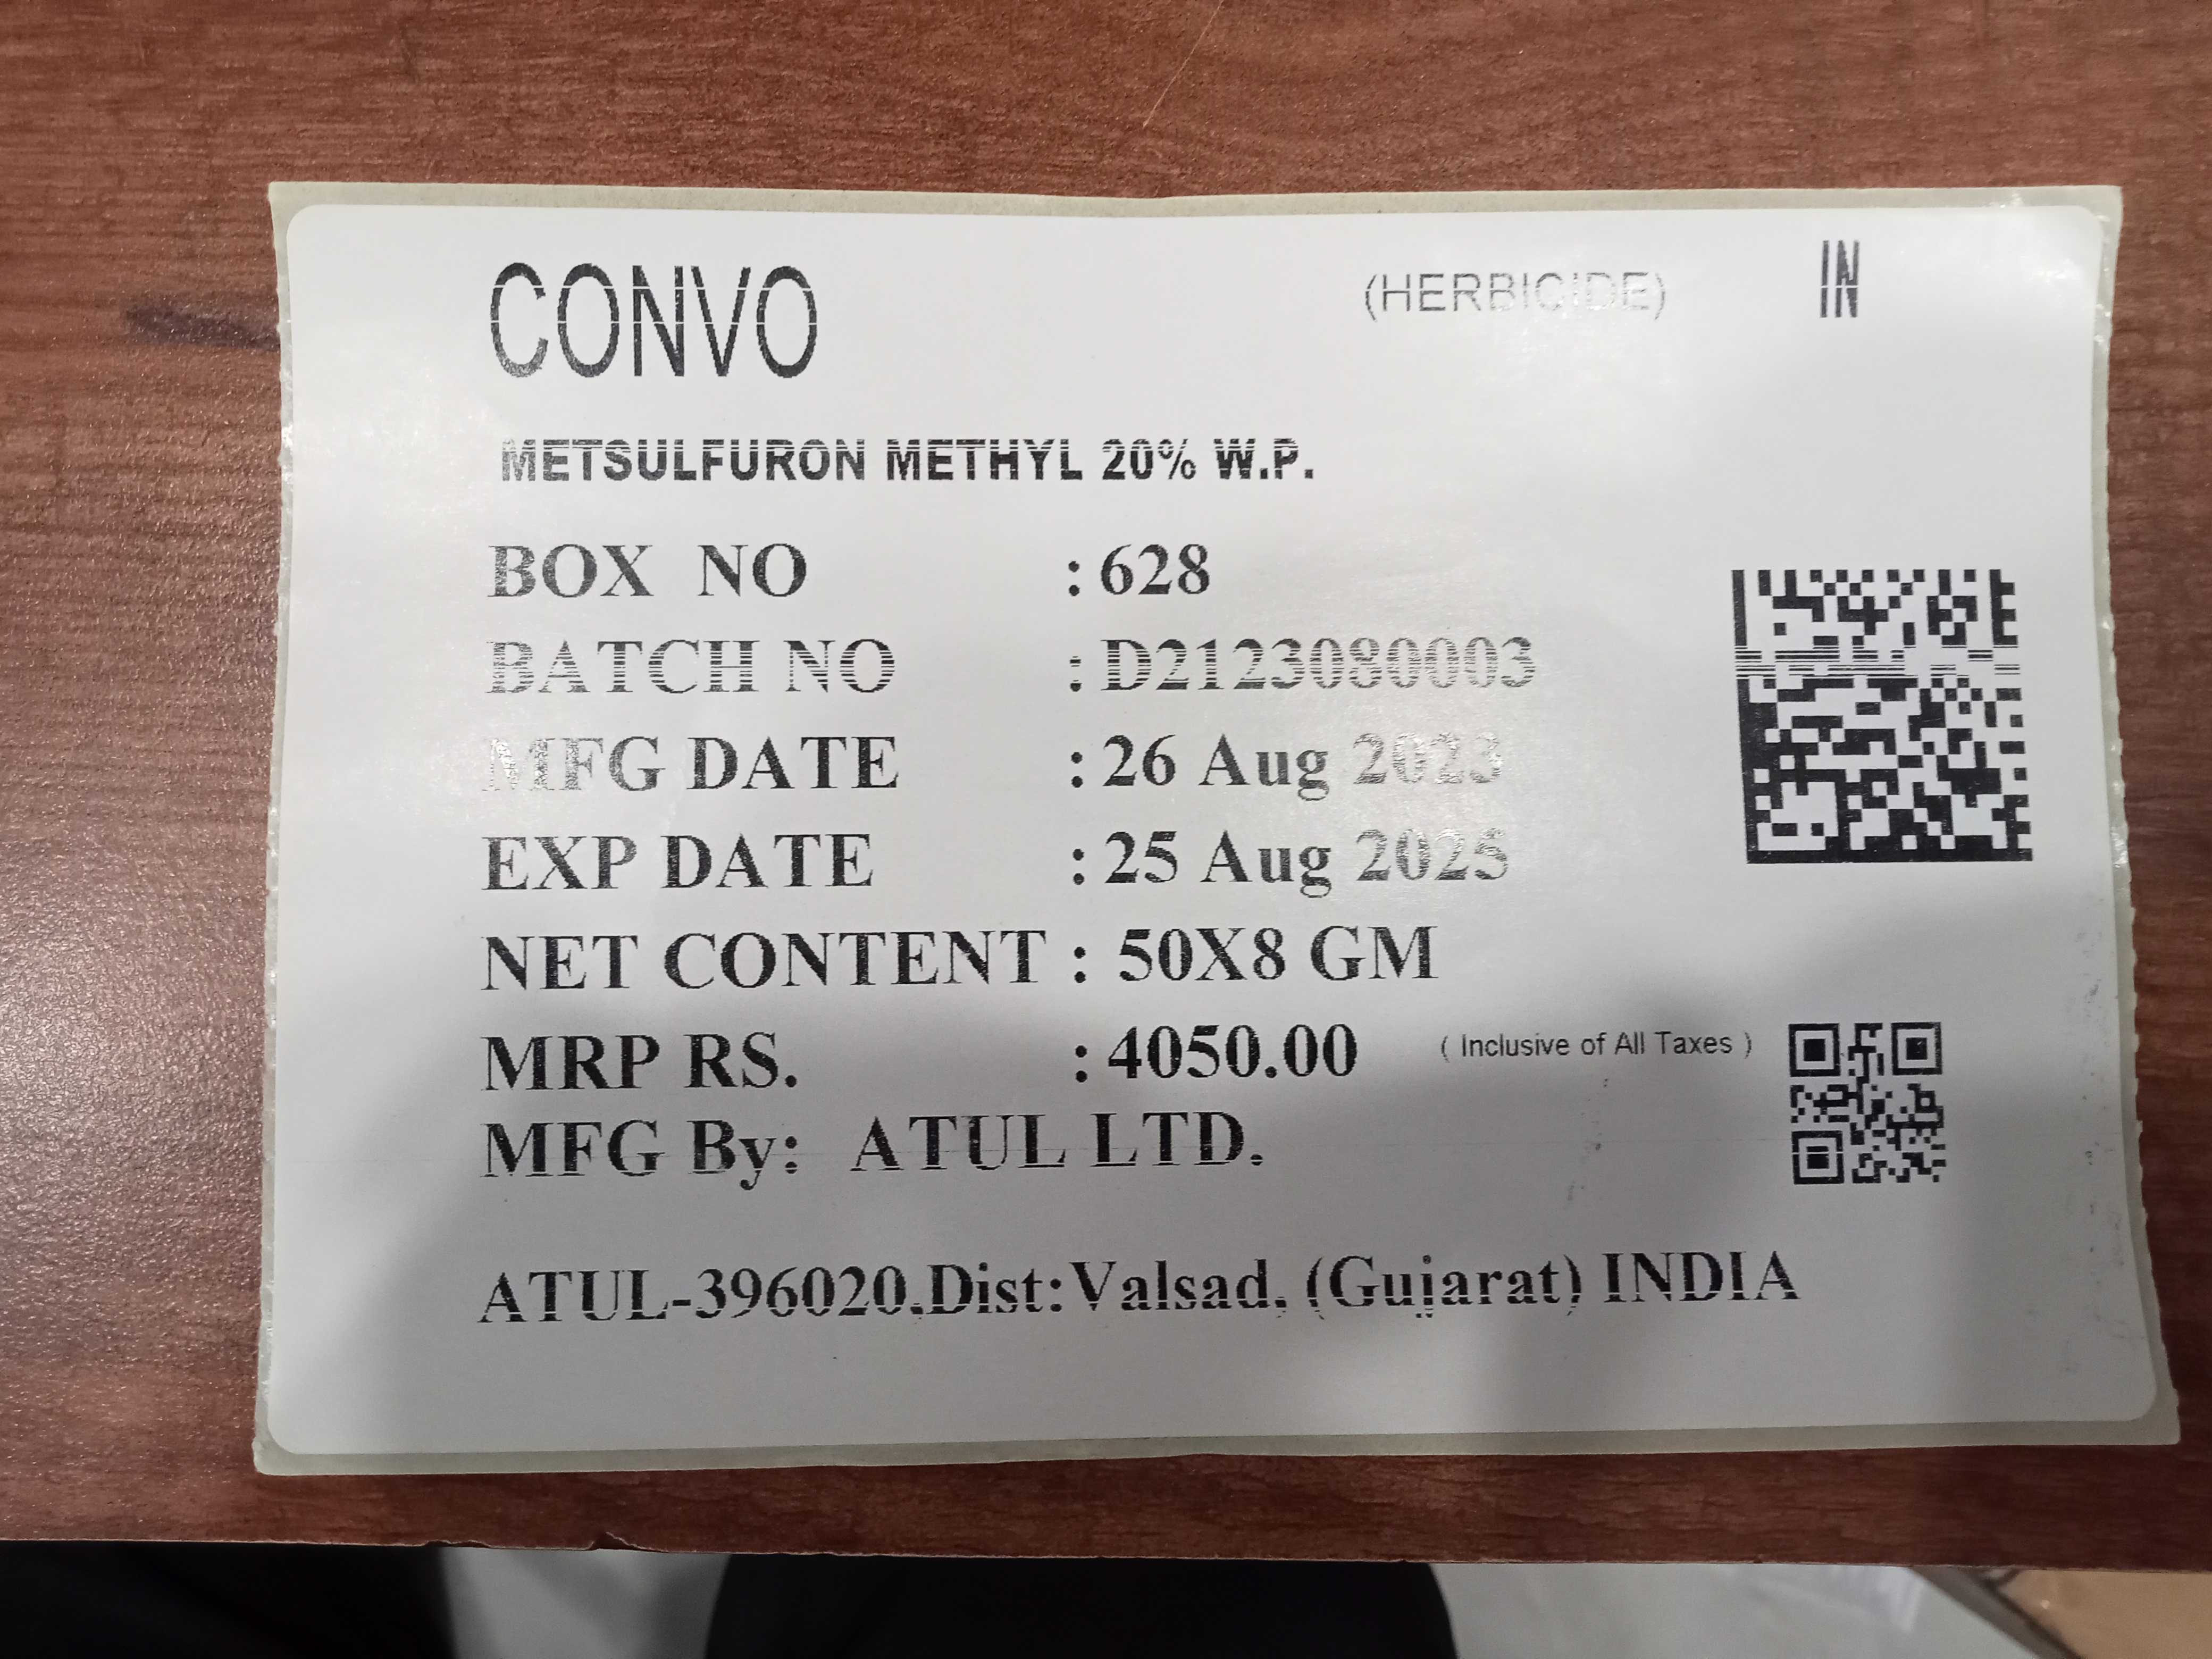 CONVO (HERBICIDE) IN
METSULFURON METHYL 20% W.P.
BOX NO : 628
BATCH NO : D2123080003
MFG DATE : 26 Aug 2023
EXP DATE : 25 Aug 2025
NET CONTENT : 50X8 GM
MRP RS. : 4050.00 ( Inclusive of All Taxes )
MFG By: ATUL LTD.
ATUL-396020,Dist:Valsad, (Gujarat) INDIA